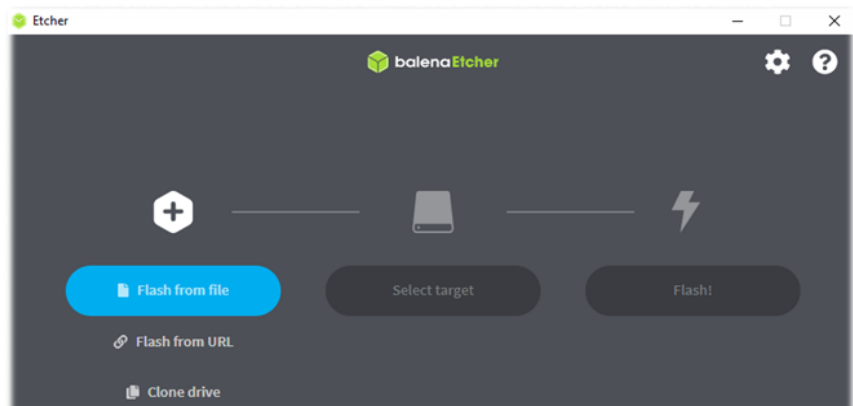 Etcher
balenaEtcher
Flash from file
Select target
Flash!
Flash from URL
Clone drive